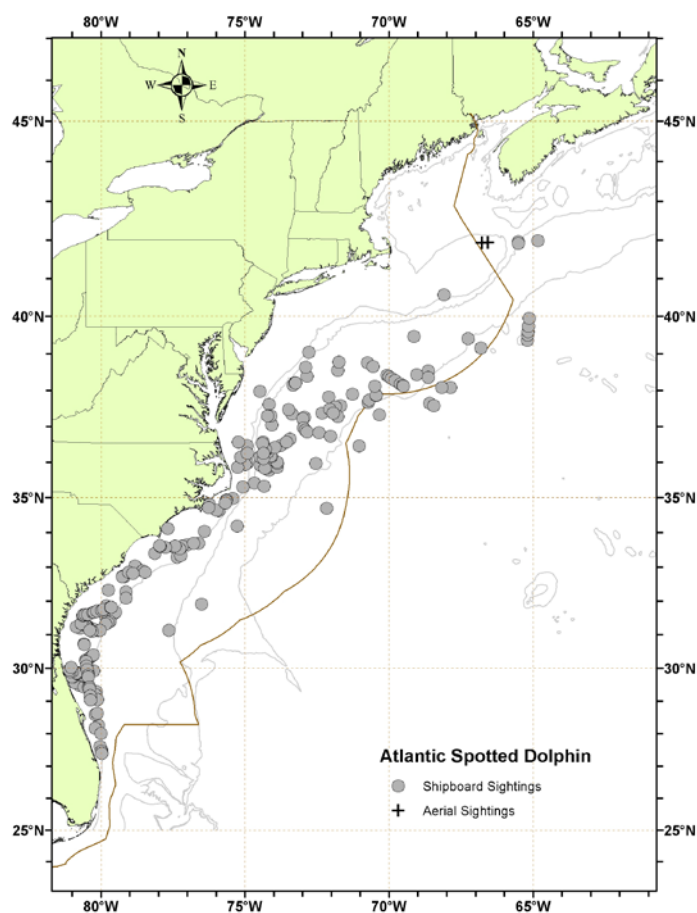 80°W 75°W 70°W 65°W
N
W E
S
45°N 45°N
40°N 40°N
35°N 35°N
30°N 30°N
Atlantic Spotted Dolphin
Shipboard Sightings
Aerial Sightings
25°N 25°N
80°W 75°W 70°W 65°W